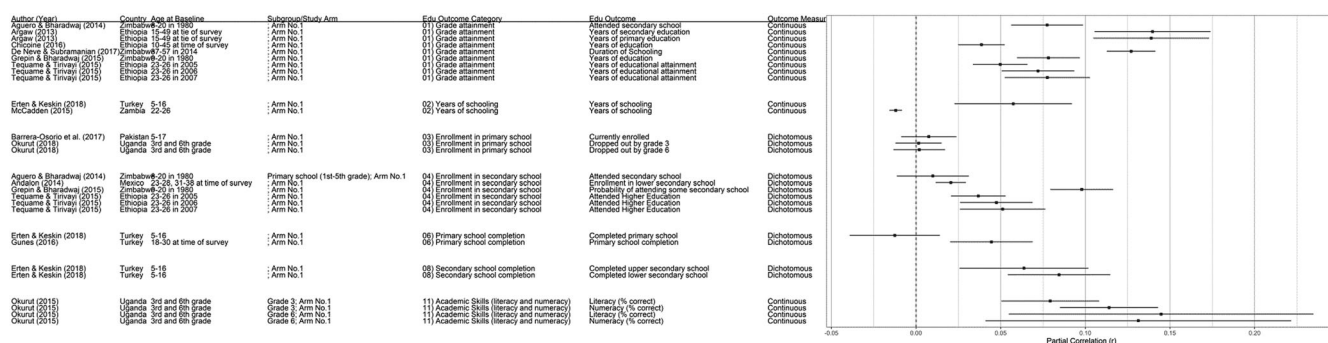 Author (Year) Country Age at Baseline Subgroup/Study Arm Edu Outcome Category Edu Outcome Outcome Measur
Aguero & Bharadwaj (2014) Zimbabwe 8-20 in 1980 ; Arm No.1 01) Grade attainment Attended secondary school Continuous
Argaw (2013) Ethiopia 15-49 at tie of survey ; Arm No.1 01) Grade attainment Years of secondary education Continuous
Argaw (2013) Ethiopia 15-49 at tie of survey ; Arm No.1 01) Grade attainment Years of primary education Continuous
Chicoine (2016) Ethiopia 10-45 at time of survey ; Arm No.1 01) Grade attainment Years of education Continuous
De Neve & Subramanian (2017) Zimbabwe 37-57 in 2014 ; Arm No.1 01) Grade attainment Duration of Schooling Continuous
Grepin & Bharadwaj (2015) Zimbabwe 9-20 in 1980 ; Arm No.1 01) Grade attainment Years of education Continuous
Tequame & Tirivayi (2015) Ethiopia 23-26 in 2005 ; Arm No.1 01) Grade attainment Years of educational attainment Continuous
Tequame & Tirivayi (2015) Ethiopia 23-26 in 2006 ; Arm No.1 01) Grade attainment Years of educational attainment Continuous
Tequame & Tirivayi (2015) Ethiopia 23-26 in 2007 ; Arm No.1 01) Grade attainment Years of educational attainment Continuous
Erten & Keskin (2018) Turkey 5-16 ; Arm No.1 02) Years of schooling Years of schooling Continuous
McCadden (2015) Zambia 22-26 ; Arm No.1 02) Years of schooling Years of schooling Continuous
Barrera-Osorio et al. (2017) Pakistan 5-17 ; Arm No.1 03) Enrollment in primary school Currently enrolled Dichotomous
Okurut (2018) Uganda 3rd and 6th grade ; Arm No.1 03) Enrollment in primary school Dropped out by grade 3 Dichotomous
Okurut (2018) Uganda 3rd and 6th grade ; Arm No.1 03) Enrollment in primary school Dropped out by grade 6 Dichotomous
Aguero & Bharadwaj (2014) Zimbabwe 8-20 in 1980 Primary school (1st-5th grade); Arm No.1 04) Enrollment in secondary school Attended secondary school Dichotomous
Andalon (2014) Mexico 23-28, 31-38 at time of survey ; Arm No.1 04) Enrollment in secondary school Enrollment in lower secondary school Dichotomous
Grepin & Bharadwaj (2015) Zimbabwe 9-20 in 1980 ; Arm No.1 04) Enrollment in secondary school Probability of attending some secondary school Dichotomous
Tequame & Tirivayi (2015) Ethiopia 23-26 in 2005 ; Arm No.1 04) Enrollment in secondary school Attended Higher Education Dichotomous
Tequame & Tirivayi (2015) Ethiopia 23-26 in 2006 ; Arm No.1 04) Enrollment in secondary school Attended Higher Education Dichotomous
Tequame & Tirivayi (2015) Ethiopia 23-26 in 2007 ; Arm No.1 04) Enrollment in secondary school Attended Higher Education Dichotomous
Erten & Keskin (2018) Turkey 5-16 ; Arm No.1 06) Primary school completion Completed primary school Dichotomous
Gunes (2016) Turkey 18-30 at time of survey ; Arm No.1 06) Primary school completion Primary school completion Dichotomous
Erten & Keskin (2018) Turkey 5-16 ; Arm No.1 08) Secondary school completion Completed upper secondary school Dichotomous
Erten & Keskin (2018) Turkey 5-16 ; Arm No.1 08) Secondary school completion Completed lower secondary school Dichotomous
Okurut (2015) Uganda 3rd and 6th grade Grade 3; Arm No.1 11) Academic Skills (literacy and numeracy) Literacy (% correct) Continuous
Okurut (2015) Uganda 3rd and 6th grade Grade 3; Arm No.1 11) Academic Skills (literacy and numeracy) Numeracy (% correct) Continuous
Okurut (2015) Uganda 3rd and 6th grade Grade 6; Arm No.1 11) Academic Skills (literacy and numeracy) Literacy (% correct) Continuous
Okurut (2015) Uganda 3rd and 6th grade Grade 6; Arm No.1 11) Academic Skills (literacy and numeracy) Numeracy (% correct) Continuous
-0.05 0.00 0.05 0.10 0.15 0.20
Partial Correlation (r)